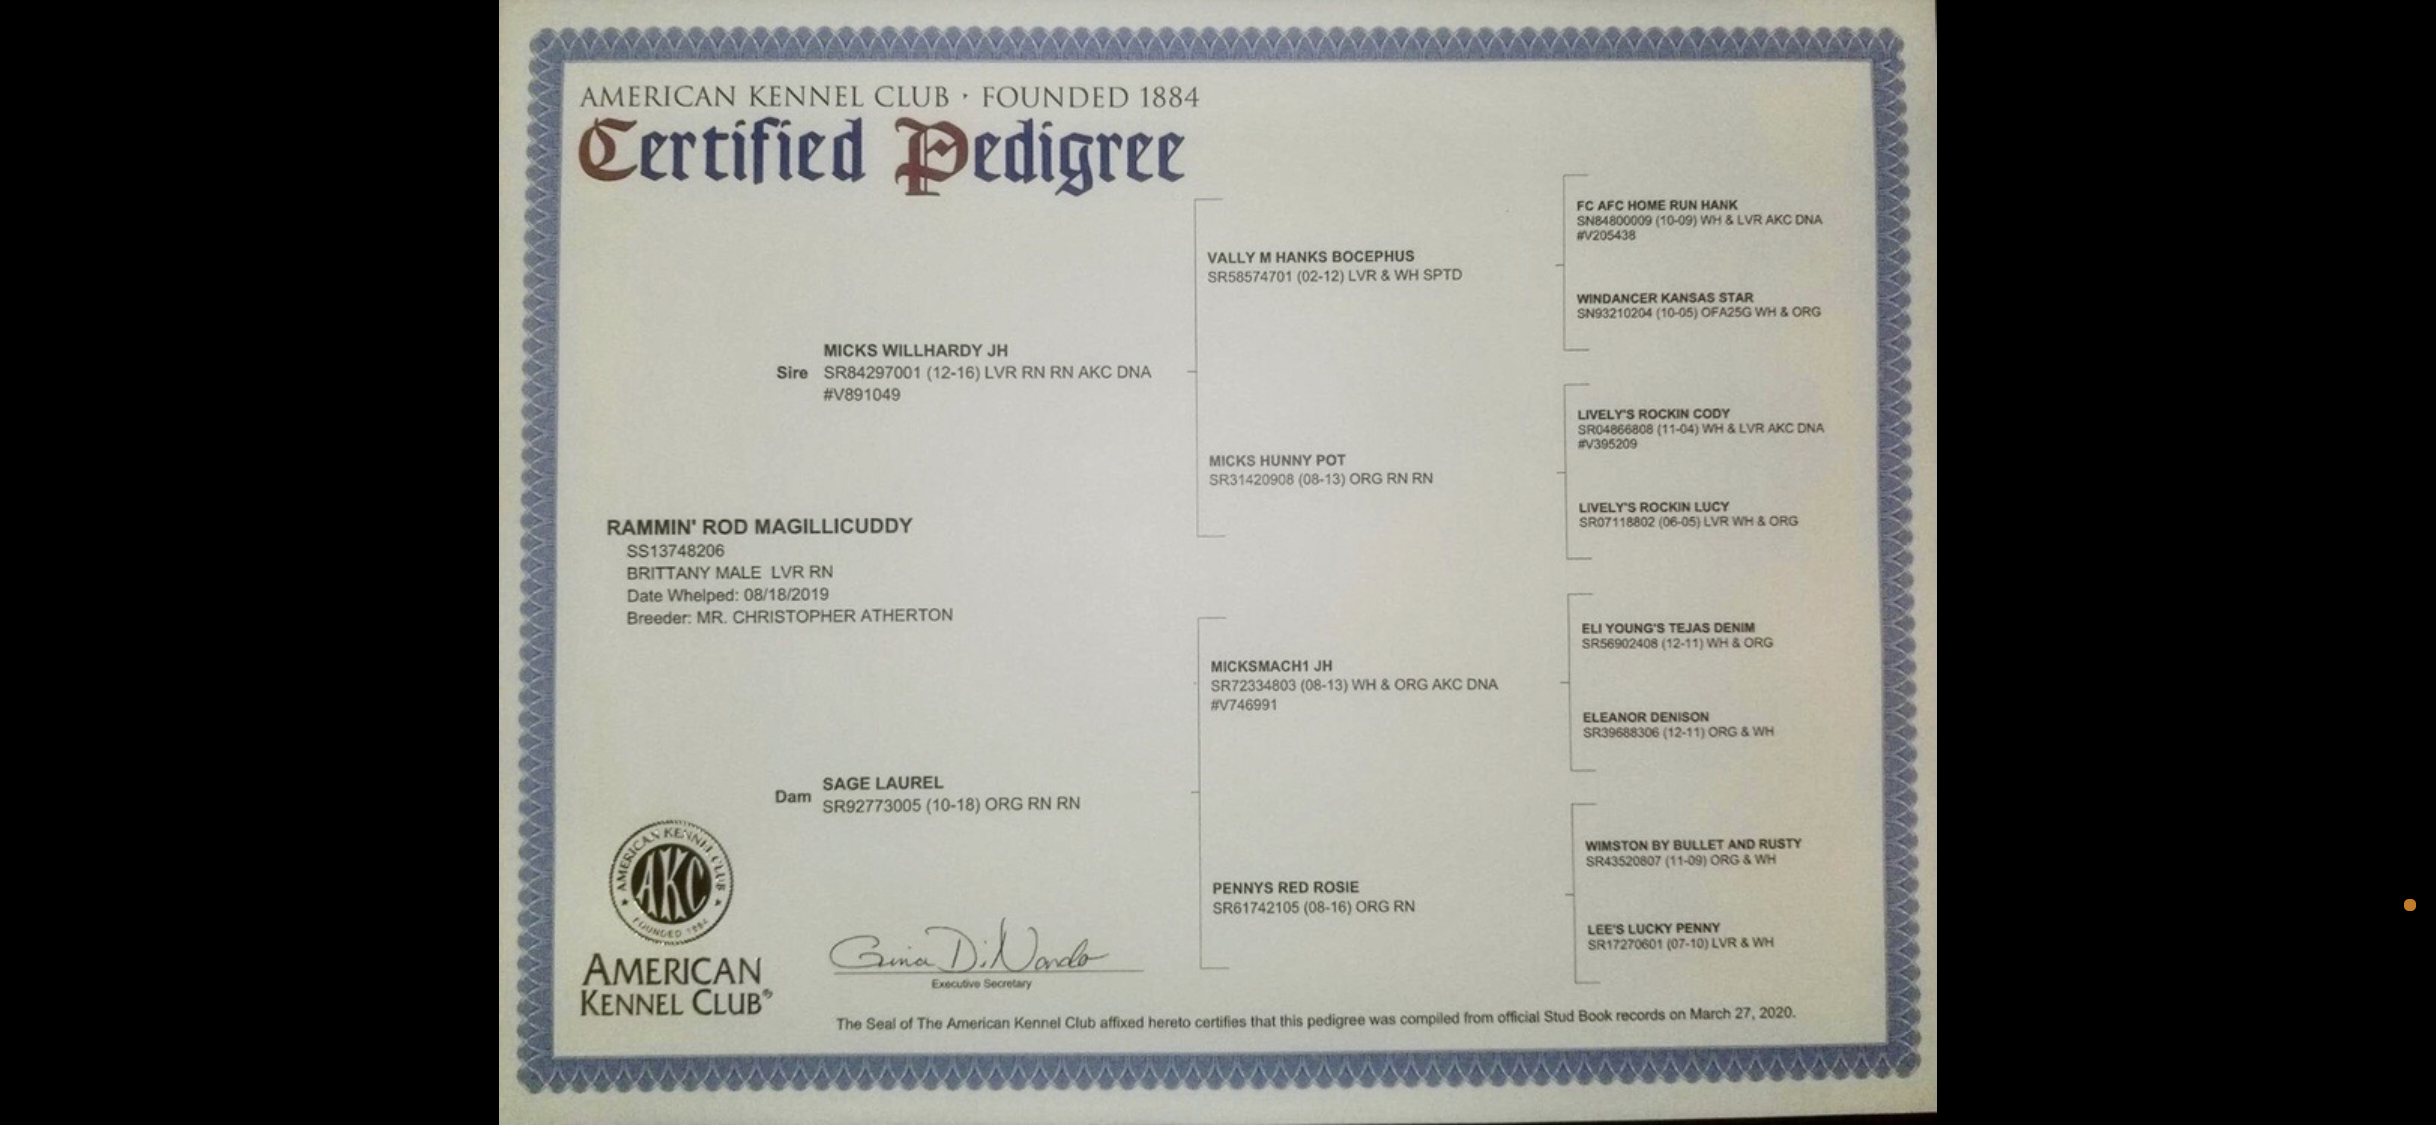 AMERICAN KENNEL CLUB · FOUNDED 1884
Certified Pedigree
FC AFC HOME RUN HANK
SN84800009 (10-09) WH & LVR AKC DNA
#V205438
VALLY M HANKS BOCEPHUS
SR58574701 (02-12) LVR & WH SPTD
WINDANCER KANSAS STAR
SN93210204 (10-05) OFA25G WH & ORG
MICKS WILLHARDY JH
Sire SR84297001 (12-16) LVR RN RN AKC DNA
#V891049
LIVELY'S ROCKIN CODY
SR04866808 (11-04) WH & LVR AKC DNA
#V395209
MICKS HUNNY POT
SR31420908 (08-13) ORG RN RN
LIVELY'S ROCKIN LUCY
SR07118802 (06-05) LVR WH & ORG
RAMMIN' ROD MAGILLICUDDY
SS13748206
BRITTANY MALE LVR RN
Date Whelped: 08/18/2019
Breeder: MR. CHRISTOPHER ATHERTON
ELI YOUNG'S TEJAS DENIM
SR56902408 (12-11) WH & ORG
MICKSMACH1 JH
SR72334803 (08-13) WH & ORG AKC DNA
#V746991
ELEANOR DENISON
SR39688306 (12-11) ORG & WH
SAGE LAUREL
Dam SR92773005 (10-18) ORG RN RN
WIMSTON BY BULLET AND RUSTY
SR43520807 (11-09) ORG & WH
PENNYS RED ROSIE
SR61742105 (08-16) ORG RN
LEE'S LUCKY PENNY
SR17270601 (07-10) LVR & WH
AMERICAN KENNEL CLUB
AKC
FOUNDED 1884
AMERICAN
KENNEL CLUB®
Gina DiNardo
Executive Secretary
The Seal of The American Kennel Club affixed hereto certifies that this pedigree was compiled from official Stud Book records on March 27, 2020.